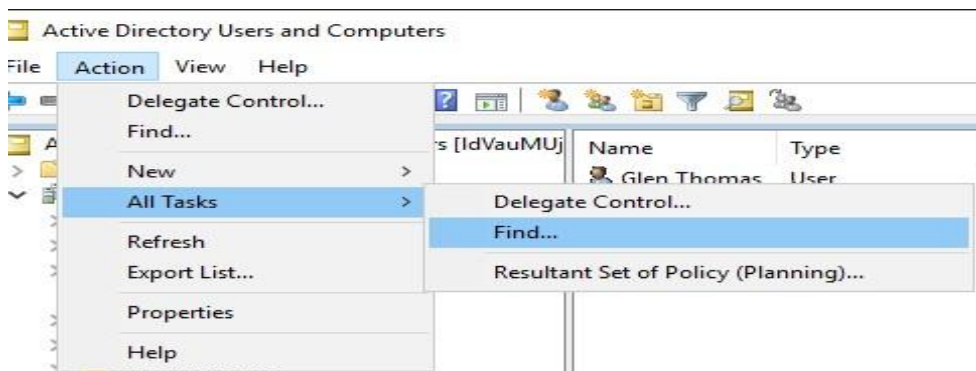 Active Directory Users and Computers
File Action View Help
Delegate Control...
Find...
s [IdVauMUj
Name Type
New
Glen Thomas User
All Tasks
Delegate Control...
Find...
Refresh
Export List...
Resultant Set of Policy (Planning)...
Properties
Help